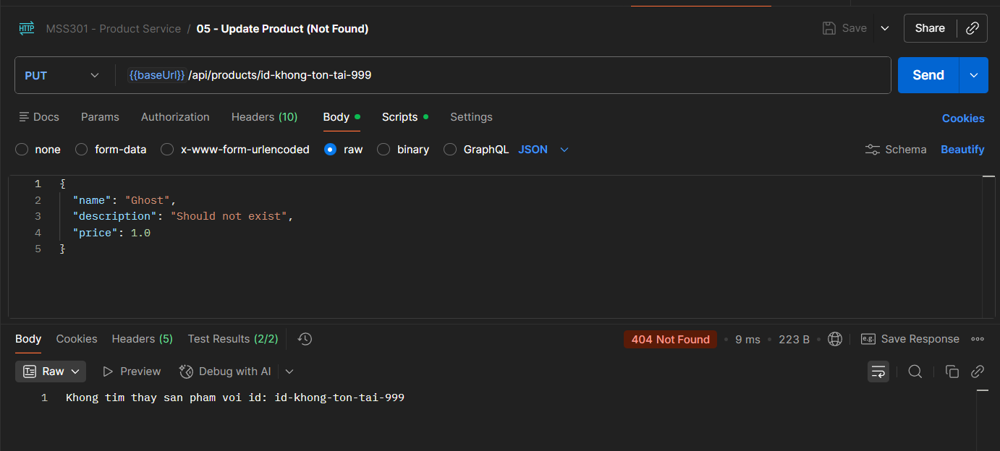 HTTP MSS301 - Product Service / 05 - Update Product (Not Found) Save Share
PUT {{baseUrl}} /api/products/id-khong-ton-tai-999 Send
Docs Params Authorization Headers (10) Body Scripts Settings Cookies
none form-data x-www-form-urlencoded raw binary GraphQL JSON Schema Beautify
1 {
2 "name": "Ghost",
3 "description": "Should not exist",
4 "price": 1.0
5 }
Body Cookies Headers (5) Test Results (2/2) 404 Not Found • 9 ms • 223 B • e.g. Save Response
Raw Preview Debug with AI
1 Khong tim thay san pham voi id: id-khong-ton-tai-999